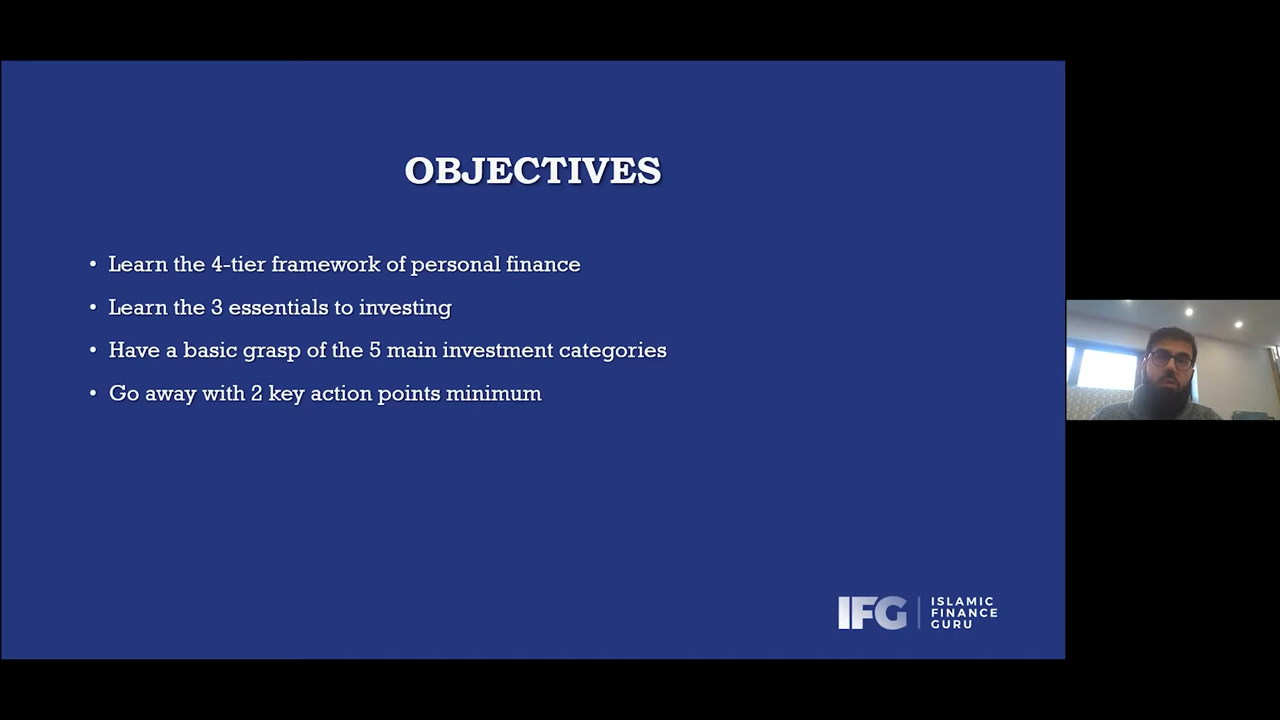 OBJECTIVES
• Learn the 4-tier framework of personal finance
• Learn the 3 essentials to investing
• Have a basic grasp of the 5 main investment categories
• Go away with 2 key action points minimum
IFG
ISLAMIC
FINANCE
GURU